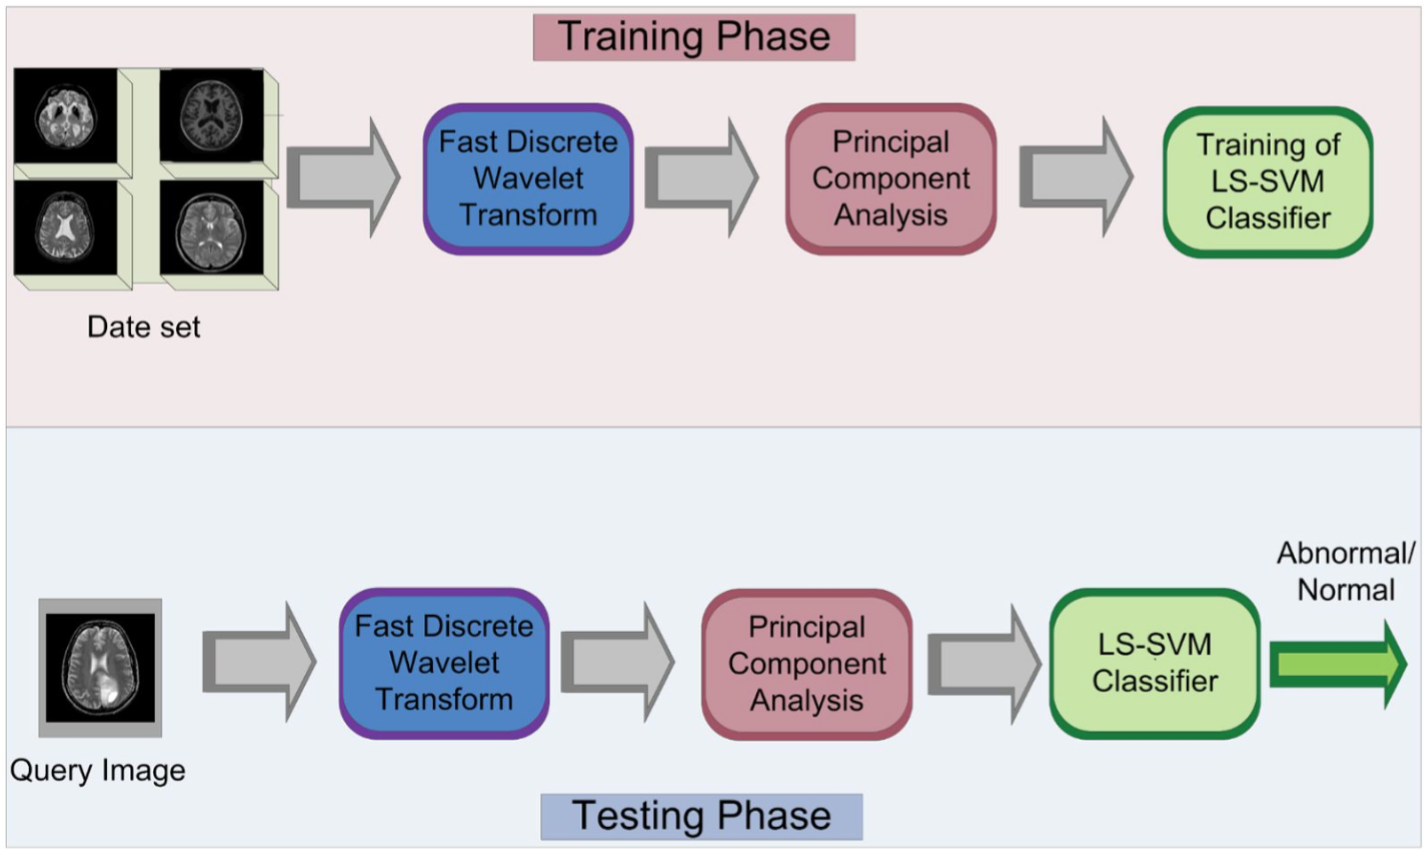 Training Phase
Fast Discrete
Wavelet
Transform
Principal
Component
Analysis
Training of
LS-SVM
Classifier
Date set
Abnormal/
Normal
Fast Discrete
Wavelet
Transform
Principal
Component
Analysis
LS-SVM
Classifier
Query Image
Testing Phase